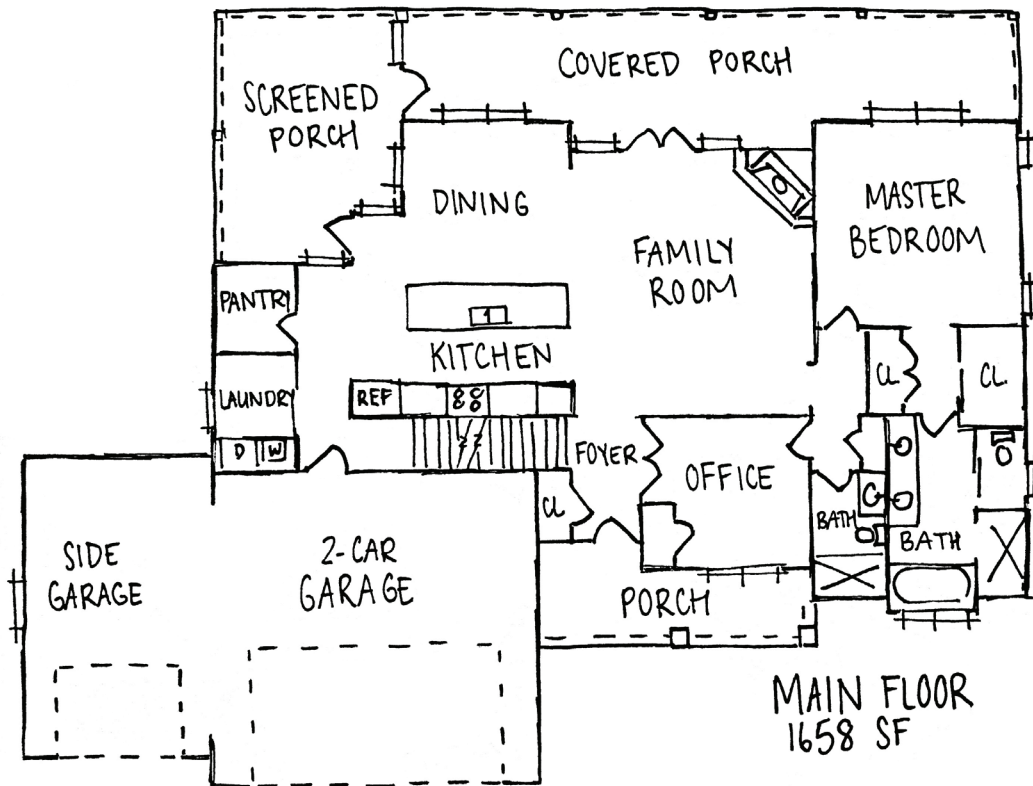 COVERED PORCH
SCREENED
PORCH
DINING
MASTER
BEDROOM
FAMILY
ROOM
PANTRY
KITCHEN
CL
CL.
LAUNDRY
REF
D
W
FOYER
OFFICE
CL
BATH
BATH
SIDE
GARAGE
2-CAR
GARAGE
PORCH
MAIN FLOOR
1658 SF